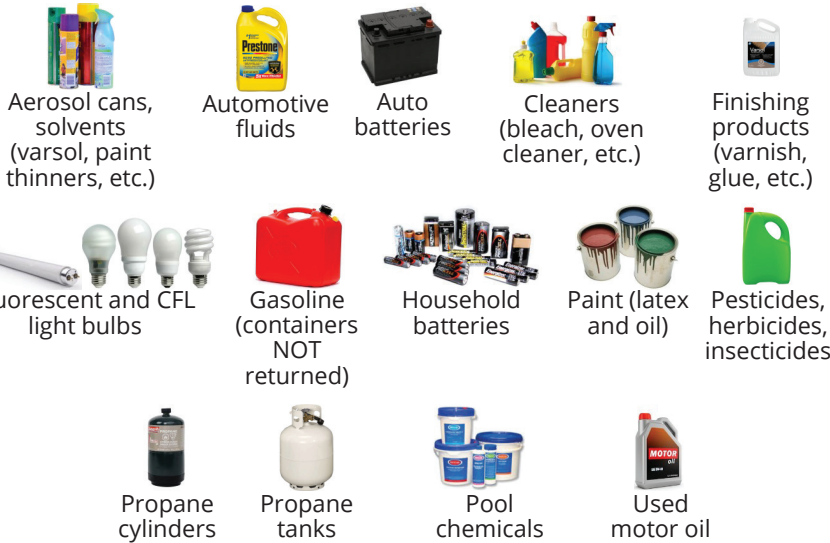 Prestone
Varsol
Aerosol cans,
solvents
(varsol, paint
thinners, etc.)
Automotive
fluids
Auto
batteries
Cleaners
(bleach, oven
cleaner, etc.)
Finishing
products
(varnish,
glue, etc.)
uorescent and CFL
light bulbs
Gasoline
(containers
NOT
returned)
Household
batteries
Paint (latex
and oil)
Pesticides,
herbicides,
insecticides
Propane
cylinders
Propane
tanks
Pool
chemicals
MOTOR
oil
Used
motor oil